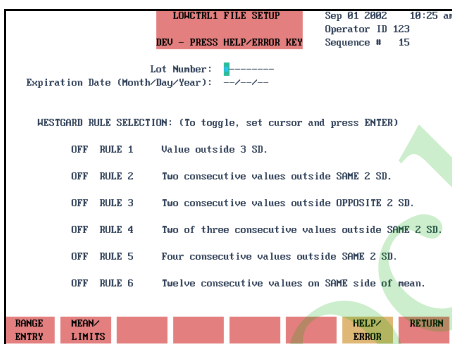 LOWCTRL1 FILE SETUP Sep 01 2002 10:25 am
Operator ID 123
DEV - PRESS HELP/ERROR KEY Sequence # 15
Lot Number: --------
Expiration Date (Month/Day/Year): --/--/--
WESTGARD RULE SELECTION: (To toggle, set cursor and press ENTER)
OFF RULE 1 Value outside 3 SD.
OFF RULE 2 Two consecutive values outside SAME 2 SD.
OFF RULE 3 Two consecutive values outside OPPOSITE 2 SD.
OFF RULE 4 Two of three consecutive values outside SAME 2 SD.
OFF RULE 5 Four consecutive values outside SAME 2 SD.
OFF RULE 6 Twelve consecutive values on SAME side of mean.
RANGE MEAN/ HELP/ RETURN
ENTRY LIMITS ERROR